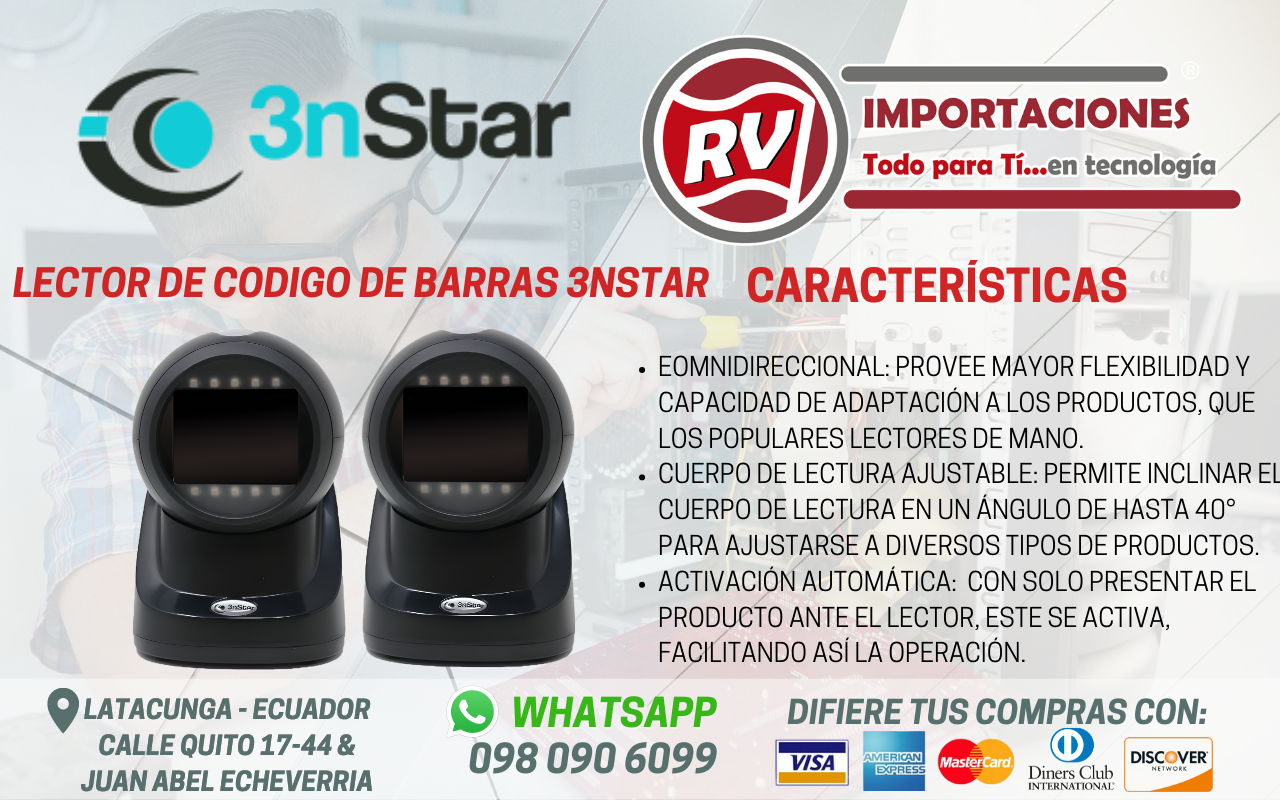 3nStar
RV
IMPORTACIONES
®
Todo para Tí...en tecnología
LECTOR DE CODIGO DE BARRAS 3NSTAR
CARACTERÍSTICAS
• EOMNIDIRECCIONAL: PROVEE MAYOR FLEXIBILIDAD Y
CAPACIDAD DE ADAPTACIÓN A LOS PRODUCTOS, QUE
LOS POPULARES LECTORES DE MANO.
• CUERPO DE LECTURA AJUSTABLE: PERMITE INCLINAR EL
CUERPO DE LECTURA EN UN ÁNGULO DE HASTA 40°
PARA AJUSTARSE A DIVERSOS TIPOS DE PRODUCTOS.
• ACTIVACIÓN AUTOMÁTICA: CON SOLO PRESENTAR EL
PRODUCTO ANTE EL LECTOR, ESTE SE ACTIVA,
FACILITANDO ASÍ LA OPERACIÓN.
3nStar
3nStar
LATACUNGA - ECUADOR
CALLE QUITO 17-44 &
JUAN ABEL ECHEVERRIA
WHATSAPP
098 090 6099
DIFIERE TUS COMPRAS CON:
VISA
AMERICAN
EXPRESS
MasterCard
Diners Club
INTERNATIONAL
DISCOVER
NETWORK